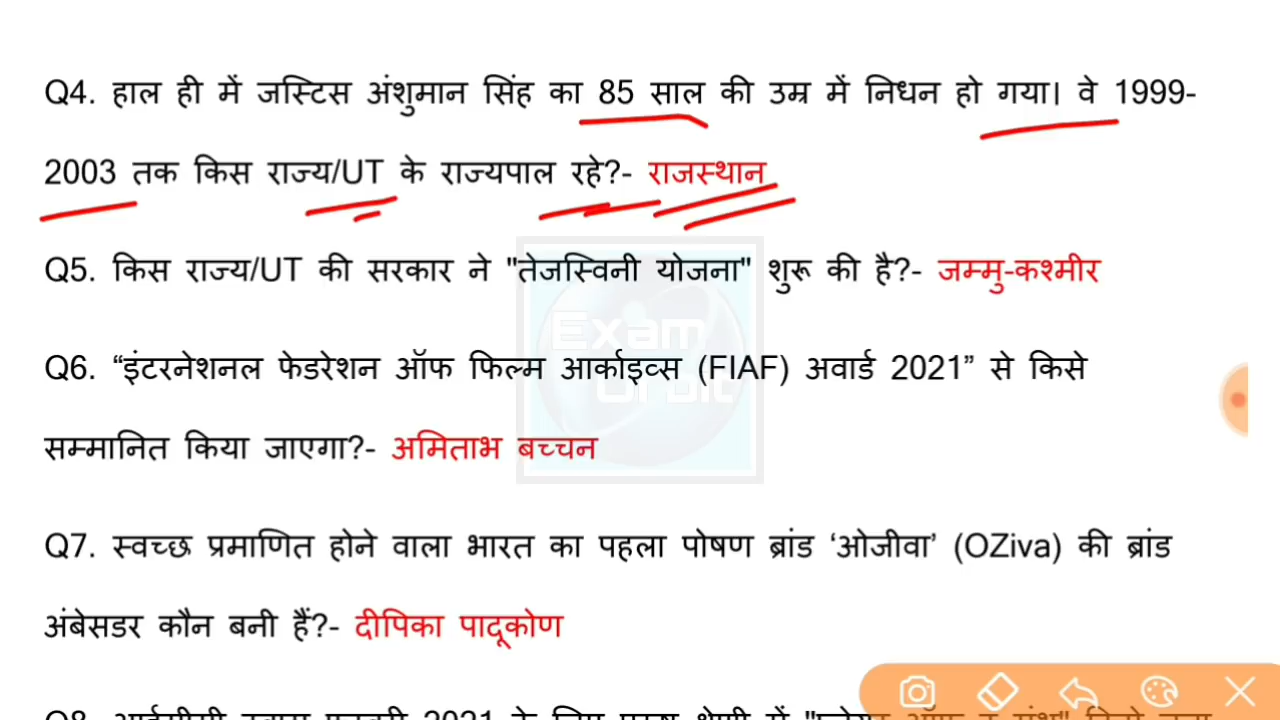 Q4. हाल ही में जस्टिस अंशुमान सिंह का 85 साल की उम्र में निधन हो गया। वे 1999-
2003 तक किस राज्य/UT के राज्यपाल रहे?- राजस्थान
Q5. किस राज्य/UT की सरकार ने "तेजस्विनी योजना" शुरू की है?- जम्मु-कश्मीर
Exam
Q6. “इंटरनेशनल फेडरेशन ऑफ फिल्म आर्काइव्स (FIAF) अवार्ड 2021” से किसे
Orbit
सम्मानित किया जाएगा?- अमिताभ बच्चन
Q7. स्वच्छ प्रमाणित होने वाला भारत का पहला पोषण ब्रांड ‘ओजीवा’ (OZiva) की ब्रांड
अंबेसडर कौन बनी हैं?- दीपिका पादूकोण